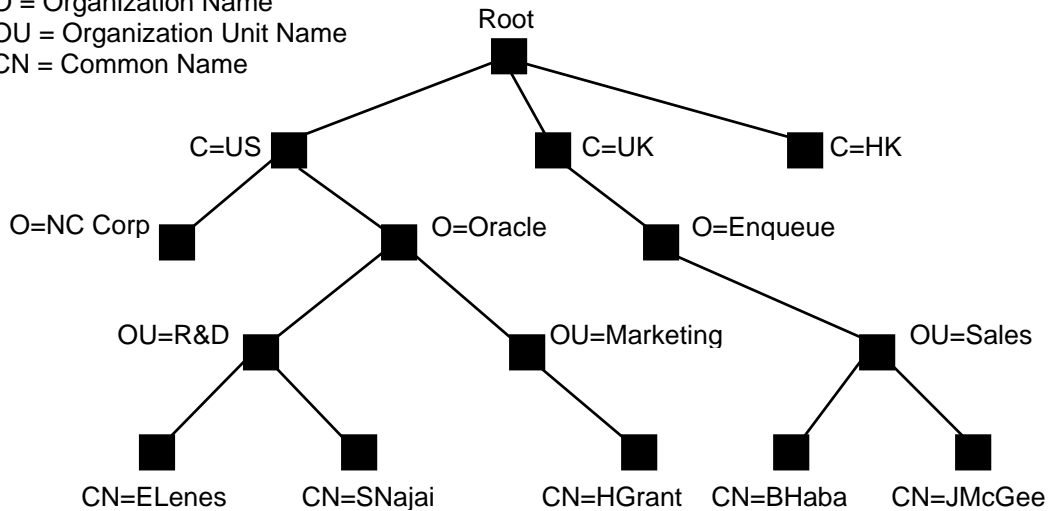 O = Organization Name
OU = Organization Unit Name
CN = Common Name
Root
C=US
C=UK
C=HK
O=NC Corp
O=Oracle
O=Enqueue
OU=R&D
OU=Marketing
OU=Sales
CN=ELenes
CN=SNajai
CN=HGrant
CN=BHaba
CN=JMcGee